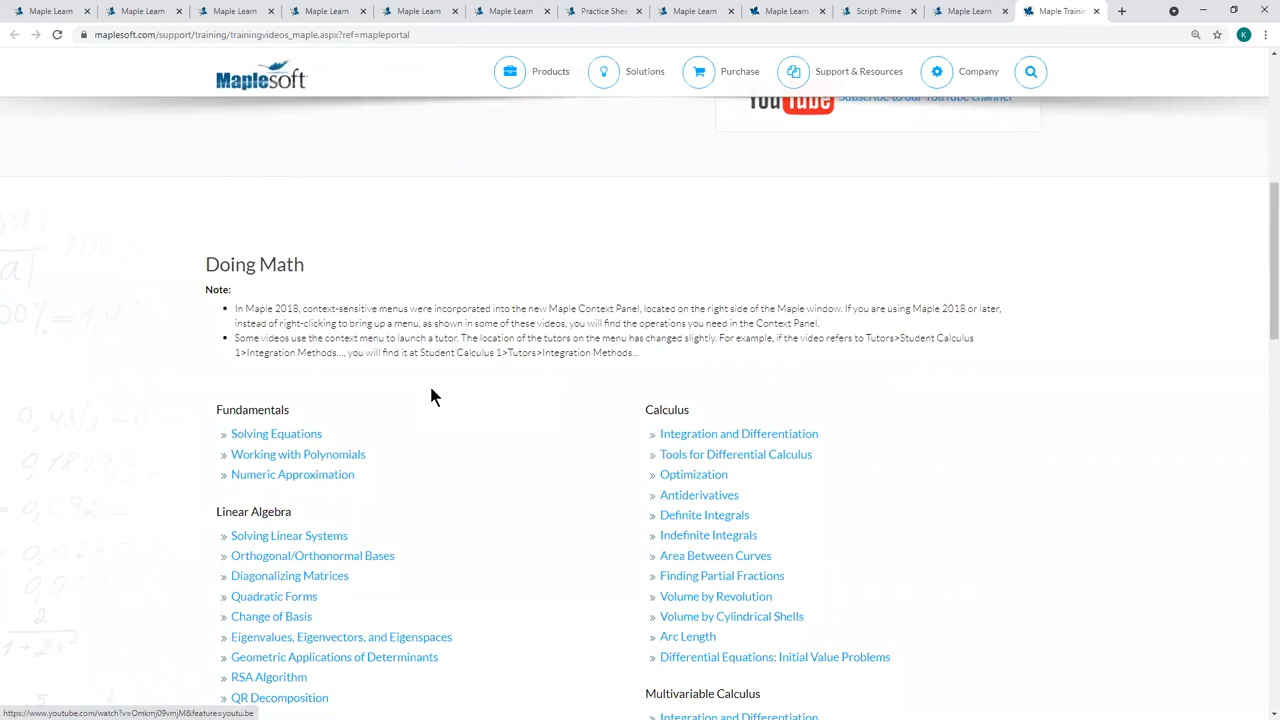 Maple Learn
Maple Learn
Maple Learn
Maple Learn
Maple Learn
Maple Learn
Practice Shee
Maple Learn
Maple Learn
Script: Prime
Maple Learn
Maple Trainin
maplesoft.com/support/training/trainingvideos_maple.aspx?ref=mapleportal
K
Maplesoft
Products
Solutions
Purchase
Support & Resources
Company
YouTube
Subscribe to our YouTube channel
Doing Math
Note:
In Maple 2018, context-sensitive menus were incorporated into the new Maple Context Panel, located on the right side of the Maple window. If you are using Maple 2018 or later,
instead of right-clicking to bring up a menu, as shown in some of these videos, you will find the operations you need in the Context Panel.
Some videos use the context menu to launch a tutor. The location of the tutors on the menu has changed slightly. For example, if the video refers to Tutors>Student Calculus
1>Integration Methods..., you will find it at Student Calculus 1>Tutors>Integration Methods...
Fundamentals
» Solving Equations
» Working with Polynomials
» Numeric Approximation
Linear Algebra
» Solving Linear Systems
» Orthogonal/Orthonormal Bases
» Diagonalizing Matrices
» Quadratic Forms
» Change of Basis
» Eigenvalues, Eigenvectors, and Eigenspaces
» Geometric Applications of Determinants
» RSA Algorithm
» QR Decomposition
Calculus
» Integration and Differentiation
» Tools for Differential Calculus
» Optimization
» Antiderivatives
» Definite Integrals
» Indefinite Integrals
» Area Between Curves
» Finding Partial Fractions
» Volume by Revolution
» Volume by Cylindrical Shells
» Arc Length
» Differential Equations: Initial Value Problems
Multivariable Calculus
» Integration and Differentiation
https://www.youtube.com/watch?v=Omkmj09vmjM&feature=youtu.be